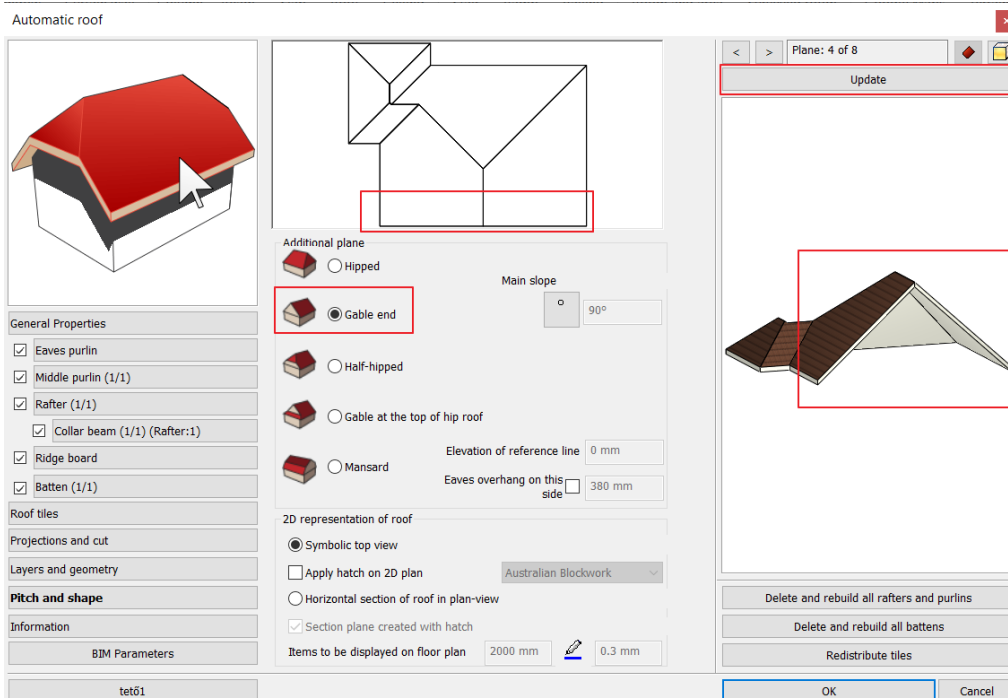 Automatic roof
< > Plane: 4 of 8
Update
Additional plane
Hipped
Main slope
Gable end
90º
Half-hipped
Gable at the top of hip roof
Mansard
Elevation of reference line 0 mm
Eaves overhang on this
side 380 mm
2D representation of roof
Symbolic top view
Apply hatch on 2D plan Australian Blockwork
Horizontal section of roof in plan-view
Section plane created with hatch
Items to be displayed on floor plan 2000 mm 0.3 mm
General Properties
Eaves purlin
Middle purlin (1/1)
Rafter (1/1)
Collar beam (1/1) (Rafter:1)
Ridge board
Batten (1/1)
Roof tiles
Projections and cut
Layers and geometry
Pitch and shape
Information
BIM Parameters
tető1
Delete and rebuild all rafters and purlins
Delete and rebuild all battens
Redistribute tiles
OK Cancel